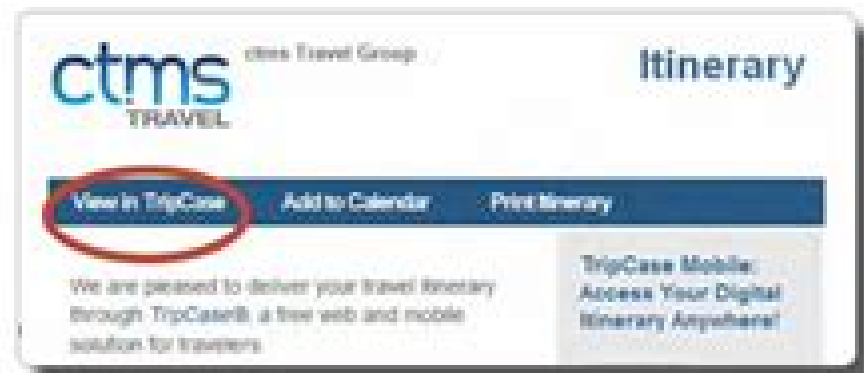 ctms
TRAVEL
ctms Travel Group
Itinerary
View in TripCase
Add to Calendar
Print Itinerary
We are pleased to deliver your travel itinerary
through TripCase®, a free web and mobile
solution for travelers
TripCase Mobile:
Access Your Digital
Itinerary Anywhere!